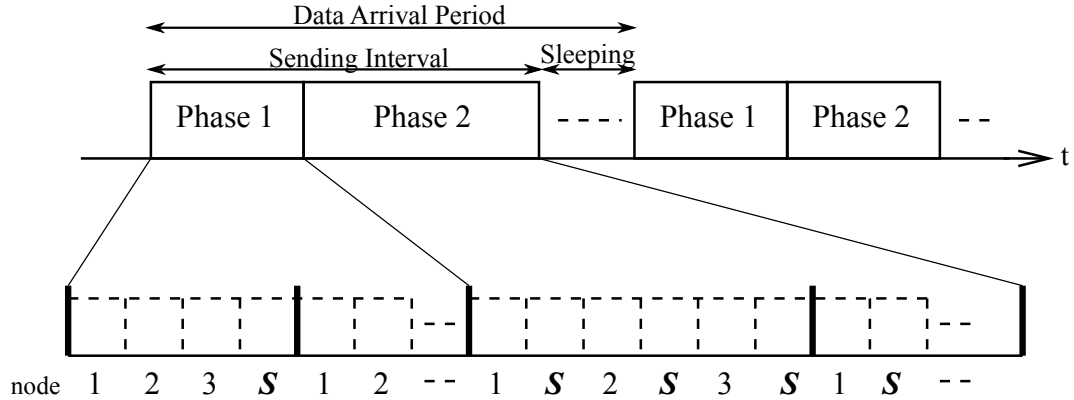 Data Arrival Period
Sending Interval Sleeping
Phase 1 Phase 2 Phase 1 Phase 2
t
node 1 2 3 S 1 2 1 S 2 S 3 S 1 S